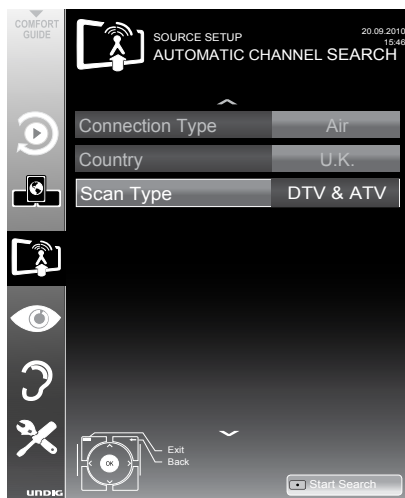 COMFORT
GUIDE
SOURCE SETUP
AUTOMATIC CHANNEL SEARCH
20.09.2010
15:46
Connection Type Air
Country U.K.
Scan Type DTV & ATV
OK
Exit
Back
Start Search
UNDIG